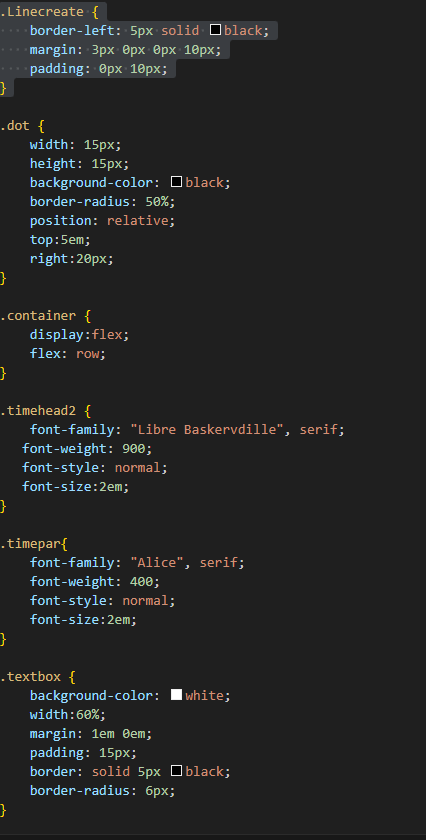 .Linecreate {
    border-left: 5px solid black;
    margin: 3px 0px 0px 10px;
    padding: 0px 10px;
}

.dot {
    width: 15px;
    height: 15px;
    background-color: black;
    border-radius: 50%;
    position: relative;
    top:5em;
    right:20px;
}

.container {
    display:flex;
    flex: row;
}

.timehead2 {
    font-family: "Libre Baskervdille", serif;
   font-weight: 900;
   font-style: normal;
   font-size:2em;
}

.timepar{
    font-family: "Alice", serif;
    font-weight: 400;
    font-style: normal;
    font-size:2em;
}

.textbox {
    background-color: white;
    width:60%;
    margin: 1em 0em;
    padding: 15px;
    border: solid 5px black;
    border-radius: 6px;
}